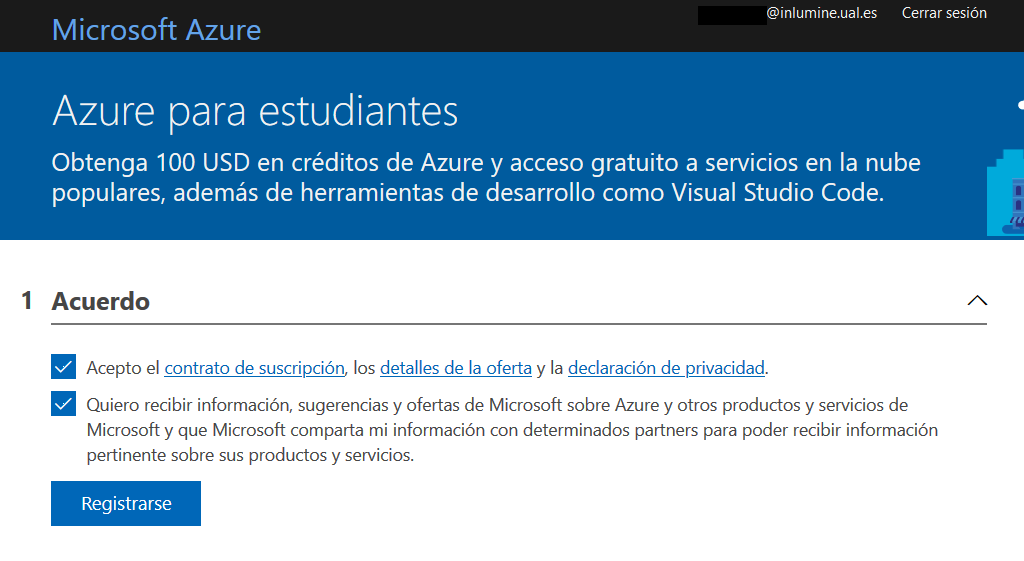 Microsoft Azure
@inlumine.ual.es Cerrar sesión
Azure para estudiantes
Obtenga 100 USD en créditos de Azure y acceso gratuito a servicios en la nube
populares, además de herramientas de desarrollo como Visual Studio Code.
1 Acuerdo
Acepto el contrato de suscripción, los detalles de la oferta y la declaración de privacidad.
Quiero recibir información, sugerencias y ofertas de Microsoft sobre Azure y otros productos y servicios de
Microsoft y que Microsoft comparta mi información con determinados partners para poder recibir información
pertinente sobre sus productos y servicios.
Registrarse